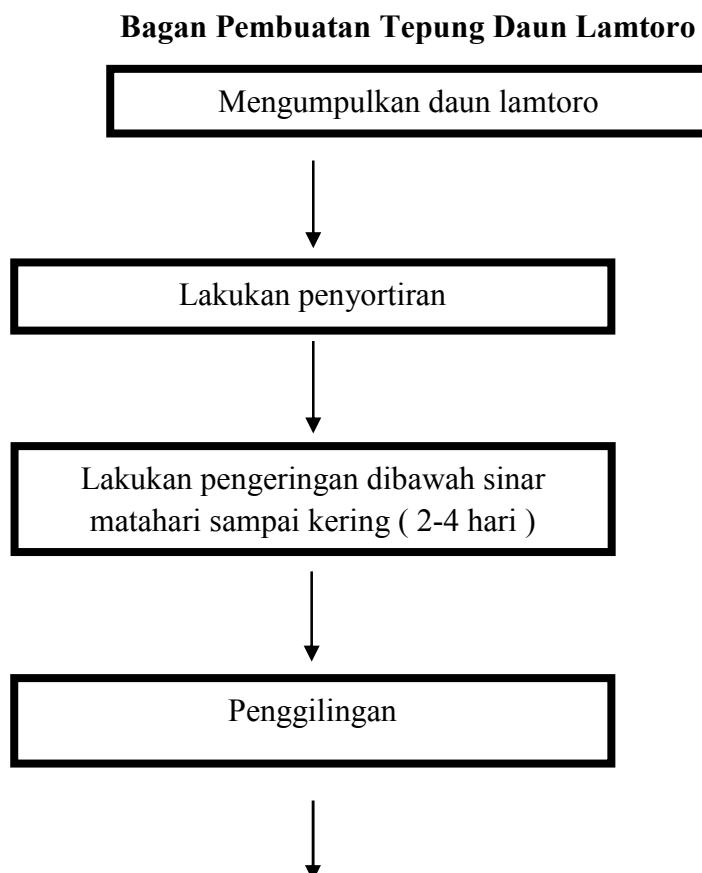 Bagan Pembuatan Tepung Daun Lamtoro
Mengumpulkan daun lamtoro
Lakukan penyortiran
Lakukan pengeringan dibawah sinar
matahari sampai kering ( 2-4 hari )
Penggilingan